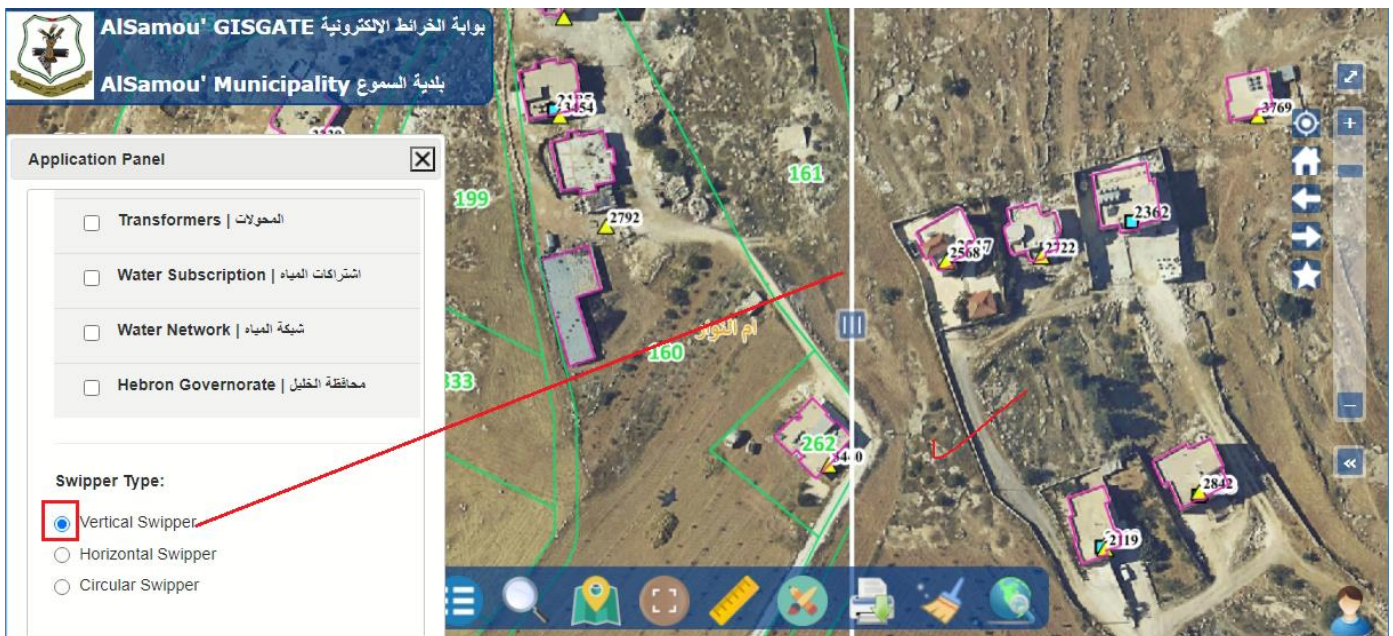 AlSamou' GISGATE بوابة الخرائط الالكترونية
AlSamou' Municipality بلدية السموع
Application Panel
Transformers | المحولات
Water Subscription | اشتراكات المياه
Water Network | شبكة المياه
Hebron Governorate | محافظة الخليل
Swipper Type:
Vertical Swipper
Horizontal Swipper
Circular Swipper
3454
161
199
2792
3769
2362
2568
2722
ام النوار
160
333
262
2842
2119